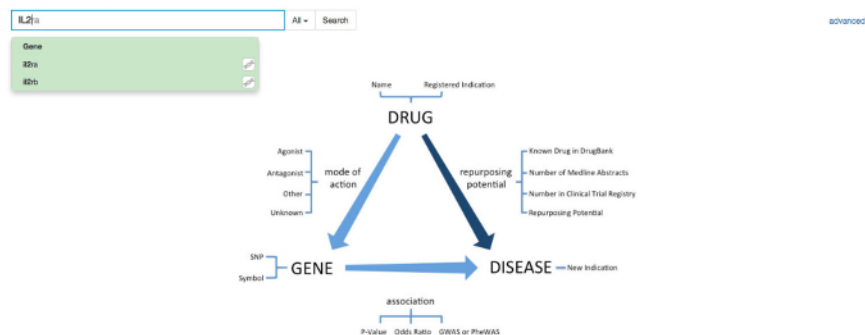 IL2ra All Search advanced
Gene
il2ra
il2rb
Name Registered Indication
DRUG
Agonist
Antagonist
Other
Unknown
mode of
action
repurposing
potential
Known Drug in DrugBank
Number of Medline Abstracts
Number in Clinical Trial Registry
Repurposing Potential
SNP
Symbol
GENE
DISEASE
New Indication
association
P-Value Odds Ratio GWAS or PheWAS